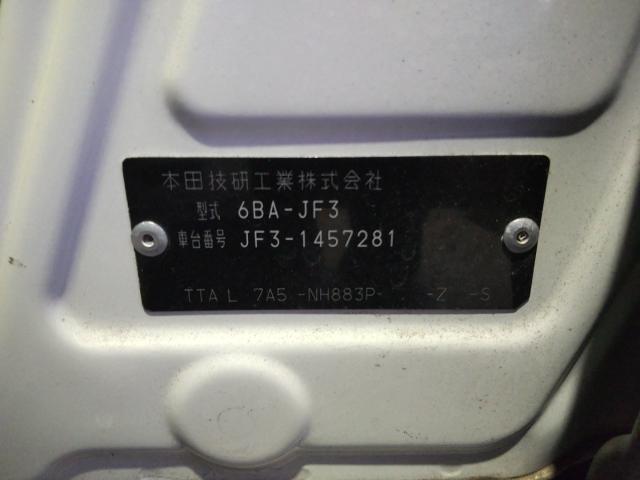 本田技研工業株式会社
型式 6BA-JF3
車台番号 JF3-1457281
TTA L 7A5 -NH883P- -Z -S